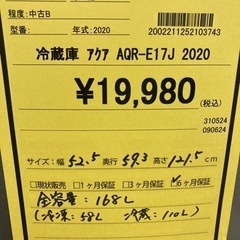 程度:中古B
型番: 年式:2020 2002211252103743
冷蔵庫 アクア AQR-E17J 2020
¥19,980
(税込)
310524
090624
サイズ:幅 52.5 奥行 59.3 高さ 121.5 cm
□現状販売 □1ヶ月保証 □3ヶ月保証 ☑6ヶ月保証
全容量:168L
(冷凍:58L 冷蔵:110L)